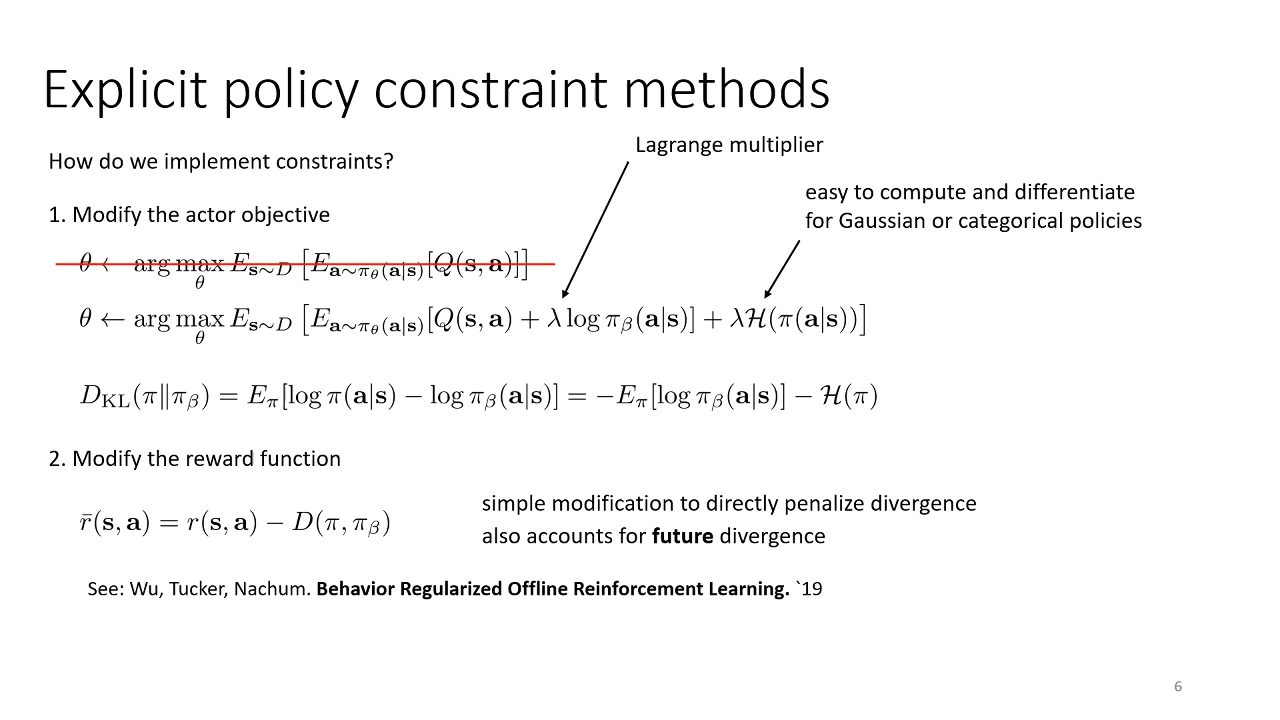 Explicit policy constraint methods
Lagrange multiplier
How do we implement constraints?
easy to compute and differentiate
for Gaussian or categorical policies
1. Modify the actor objective
θ ← arg max_θ E_{s∼D} [E_{a∼π_θ(a|s)}[Q(s, a)]]
θ ← arg max_θ E_{s∼D} [E_{a∼π_θ(a|s)}[Q(s, a) + λ log π_β(a|s)] + λℋ(π(a|s))]
D_KL(π‖π_β) = E_π[log π(a|s) − log π_β(a|s)] = −E_π[log π_β(a|s)] − ℋ(π)
2. Modify the reward function
simple modification to directly penalize divergence
r̄(s, a) = r(s, a) − D(π, π_β)
also accounts for future divergence
See: Wu, Tucker, Nachum. Behavior Regularized Offline Reinforcement Learning. `19
6